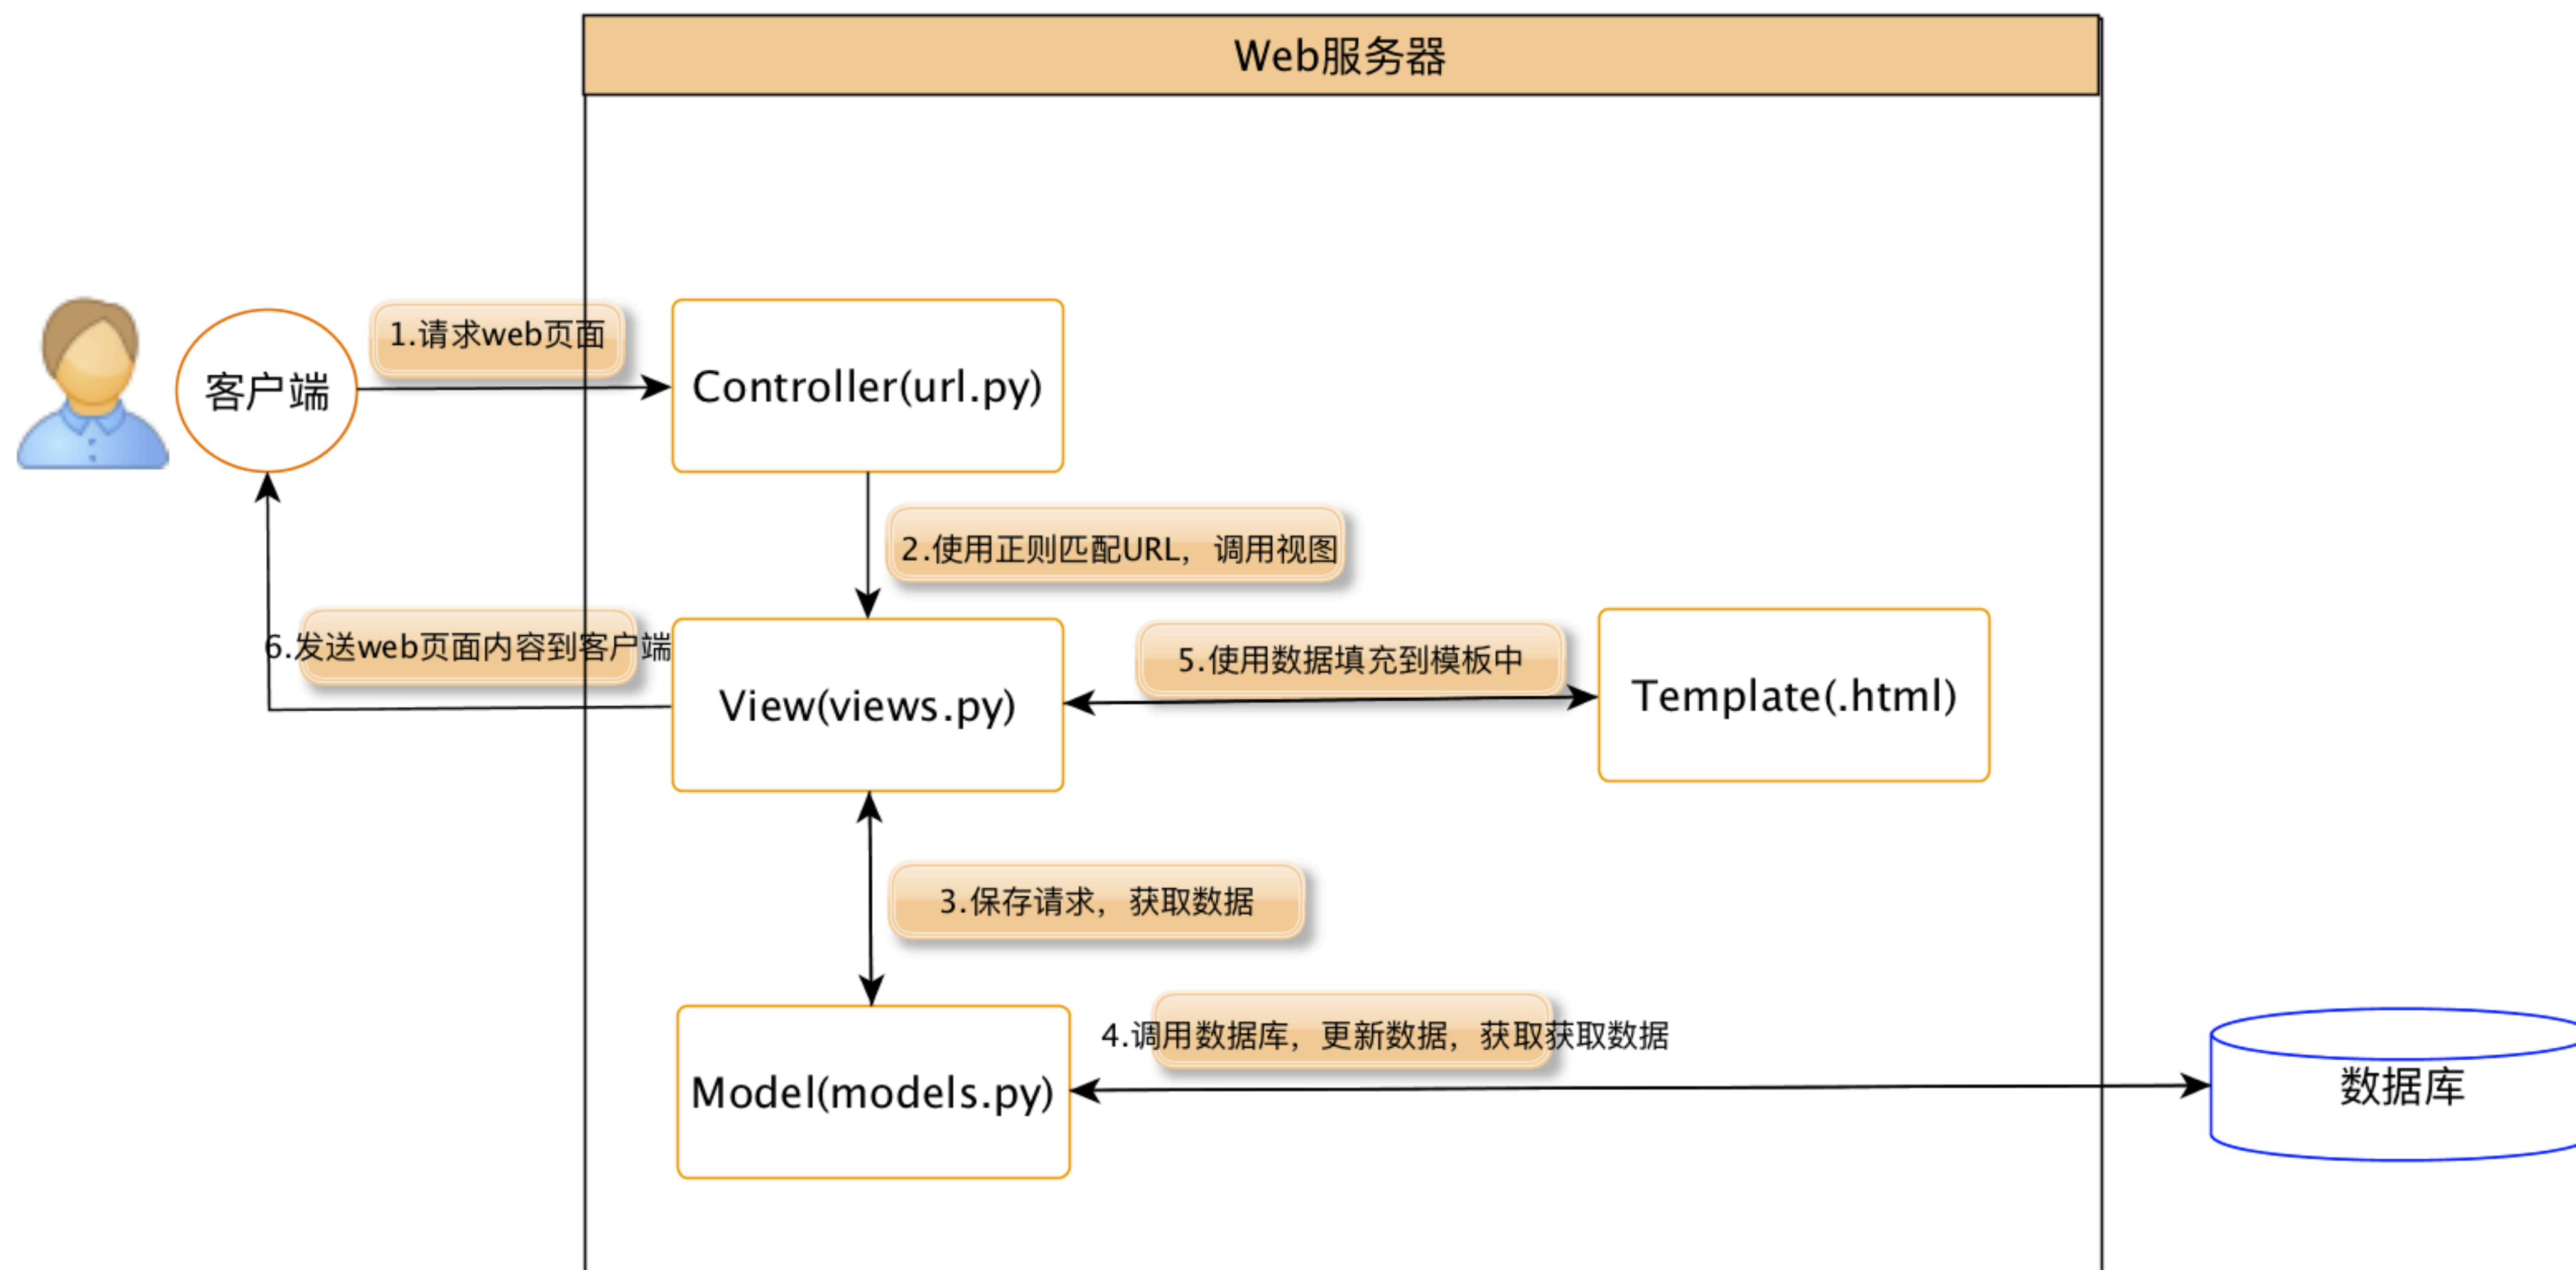 Web服务器
1.请求web页面
客户端
Controller(url.py)
2.使用正则匹配URL，调用视图
6.发送web页面内容到客户端
View(views.py)
5.使用数据填充到模板中
Template(.html)
3.保存请求，获取数据
4.调用数据库，更新数据，获取获取数据
Model(models.py)
数据库